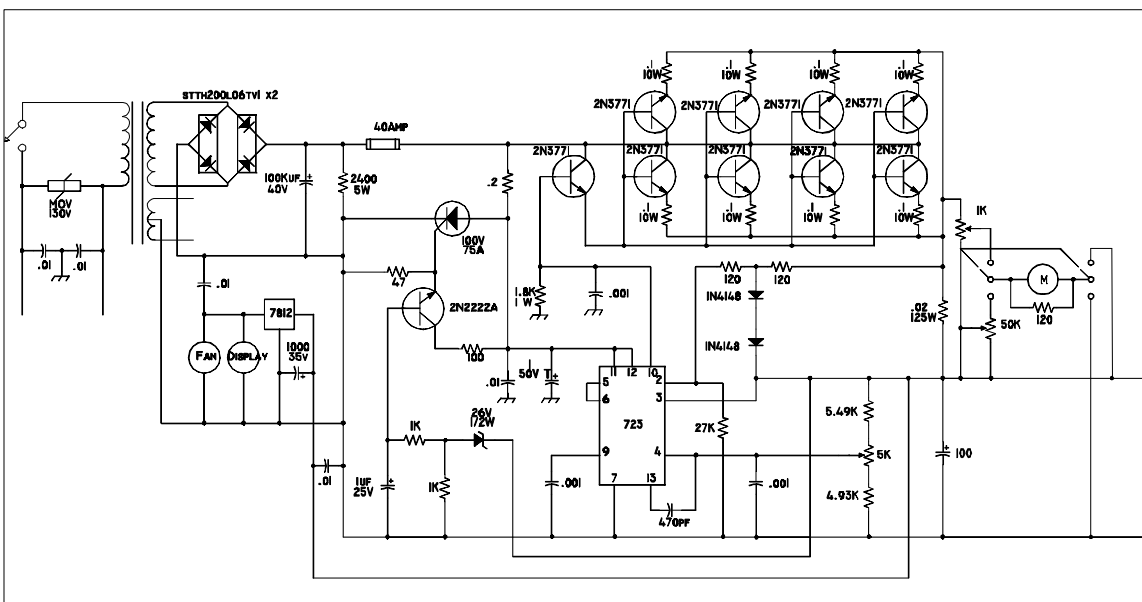 STTH200L06TV1 X2
MOV
130V
.01
.01
.01
FAN
DISPLAY
7812
1000
35V
.01
100KUF
40V
2400
5W
40AMP
.2
100V
75A
47
2N2222A
100
.01
1
50V
26V
1/2W
1K
1K
1UF
25V
2N3771
1.8K
1 W
.001
.1
10W
.1
10W
.1
10W
.1
10W
2N3771
2N3771
2N3771
2N3771
2N3771
2N3771
2N3771
2N3771
.1
10W
.1
10W
.1
10W
.1
10W
120
120
1N4148
1N4148
.02
125W
1K
M
120
50K
11 12 10
5
6
9
7 13
2
3
4
723
27K
.001
470PF
.001
5.49K
5K
4.93K
100